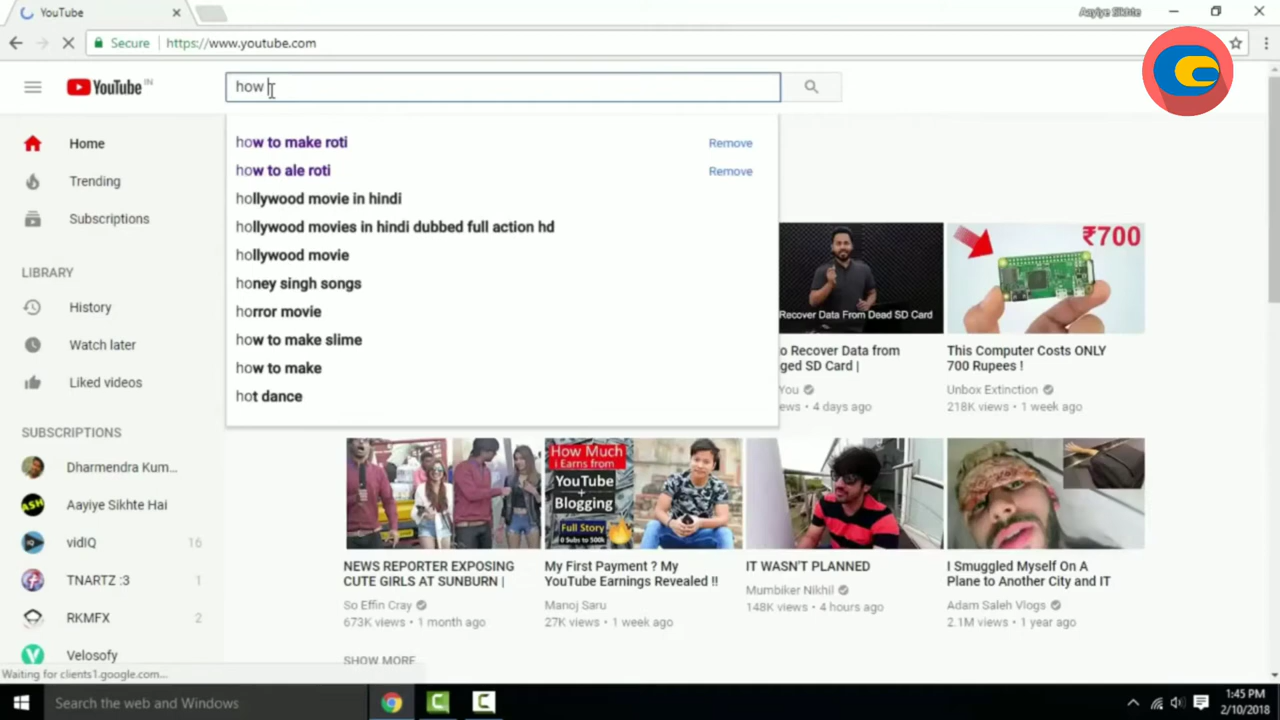 YouTube
Aayiye Sikhte
Secure
https://www.youtube.com
YouTube IN
how
how to make roti
Remove
how to ale roti
Remove
hollywood movie in hindi
hollywood movies in hindi dubbed full action hd
hollywood movie
honey singh songs
horror movie
how to make slime
how to make
hot dance
Home
Trending
Subscriptions
LIBRARY
History
Watch later
Liked videos
SUBSCRIPTIONS
Dharmendra Kum...
Aayiye Sikhte Hai
vidIQ
16
TNARTZ :3
1
RKMFX
2
Velosofy
ASH
Recover Data From Dead SD Card
o Recover Data from
ged SD Card |
You
ews • 4 days ago
₹700
This Computer Costs ONLY
700 Rupees !
Unbox Extinction
218K views • 1 week ago
NEWS REPORTER EXPOSING
CUTE GIRLS AT SUNBURN |
So Effin Cray
673K views • 1 month ago
How Much
i Earns from
YouTube
+
Blogging
Full Story
0 Subs to 500k
My First Payment ? My
YouTube Earnings Revealed !!
Manoj Saru
27K views • 1 week ago
IT WASN'T PLANNED
Mumbiker Nikhil
148K views • 4 hours ago
I Smuggled Myself On A
Plane to Another City and IT
Adam Saleh Vlogs
2.1M views • 1 year ago
SHOW MORE
Waiting for clients1.google.com...
Search the web and Windows
1:45 PM
2/10/2018